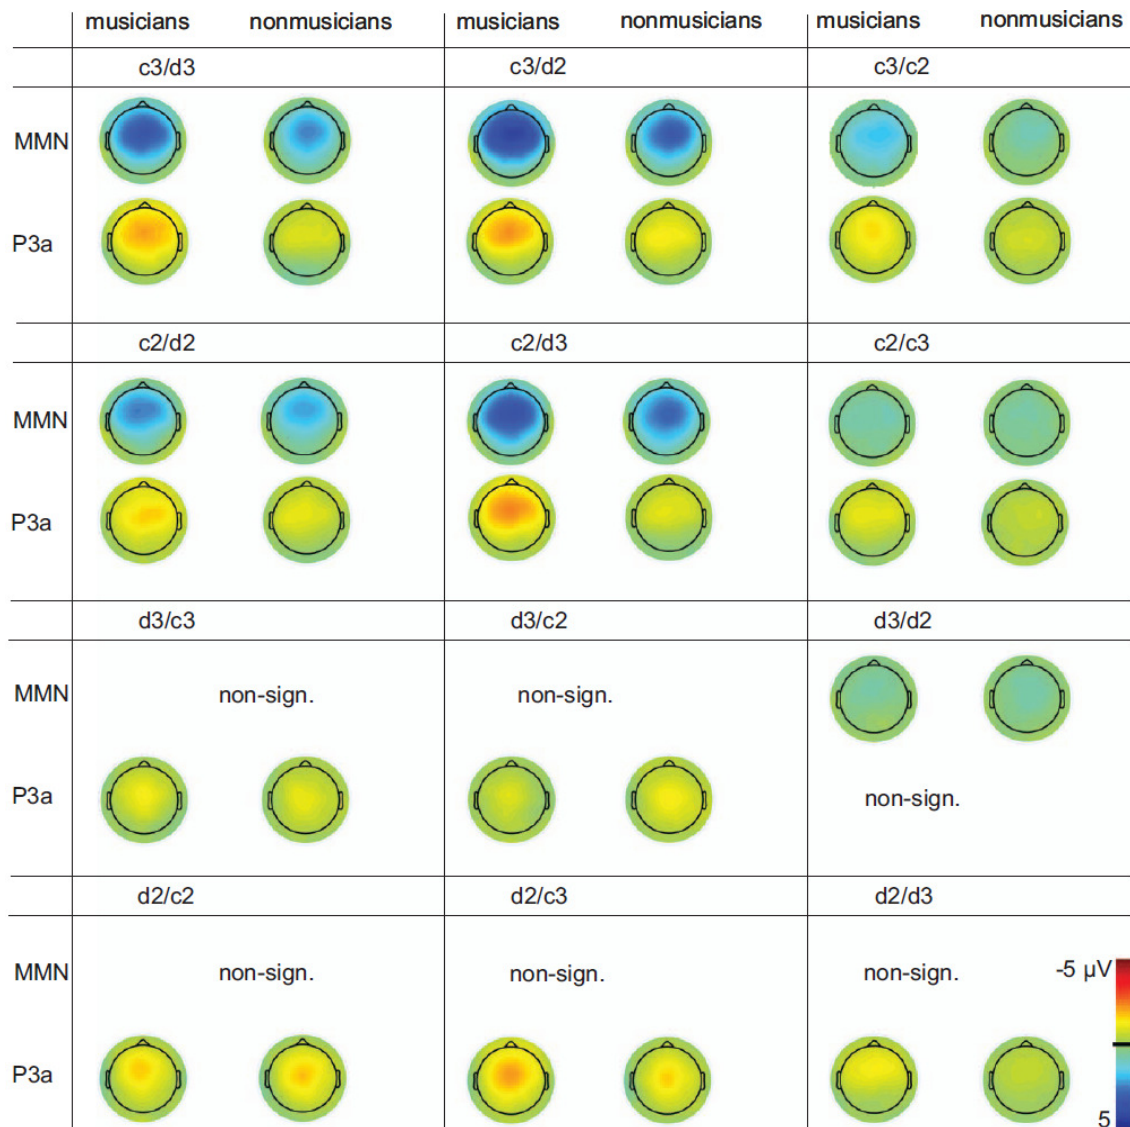 musicians nonmusicians musicians nonmusicians musicians nonmusicians
c3/d3 c3/d2 c3/c2
MMN
P3a
c2/d2 c2/d3 c2/c3
MMN
P3a
d3/c3 d3/c2 d3/d2
MMN non-sign. non-sign.
P3a non-sign.
d2/c2 d2/c3 d2/d3
MMN non-sign. non-sign. non-sign. -5 µV
P3a
5